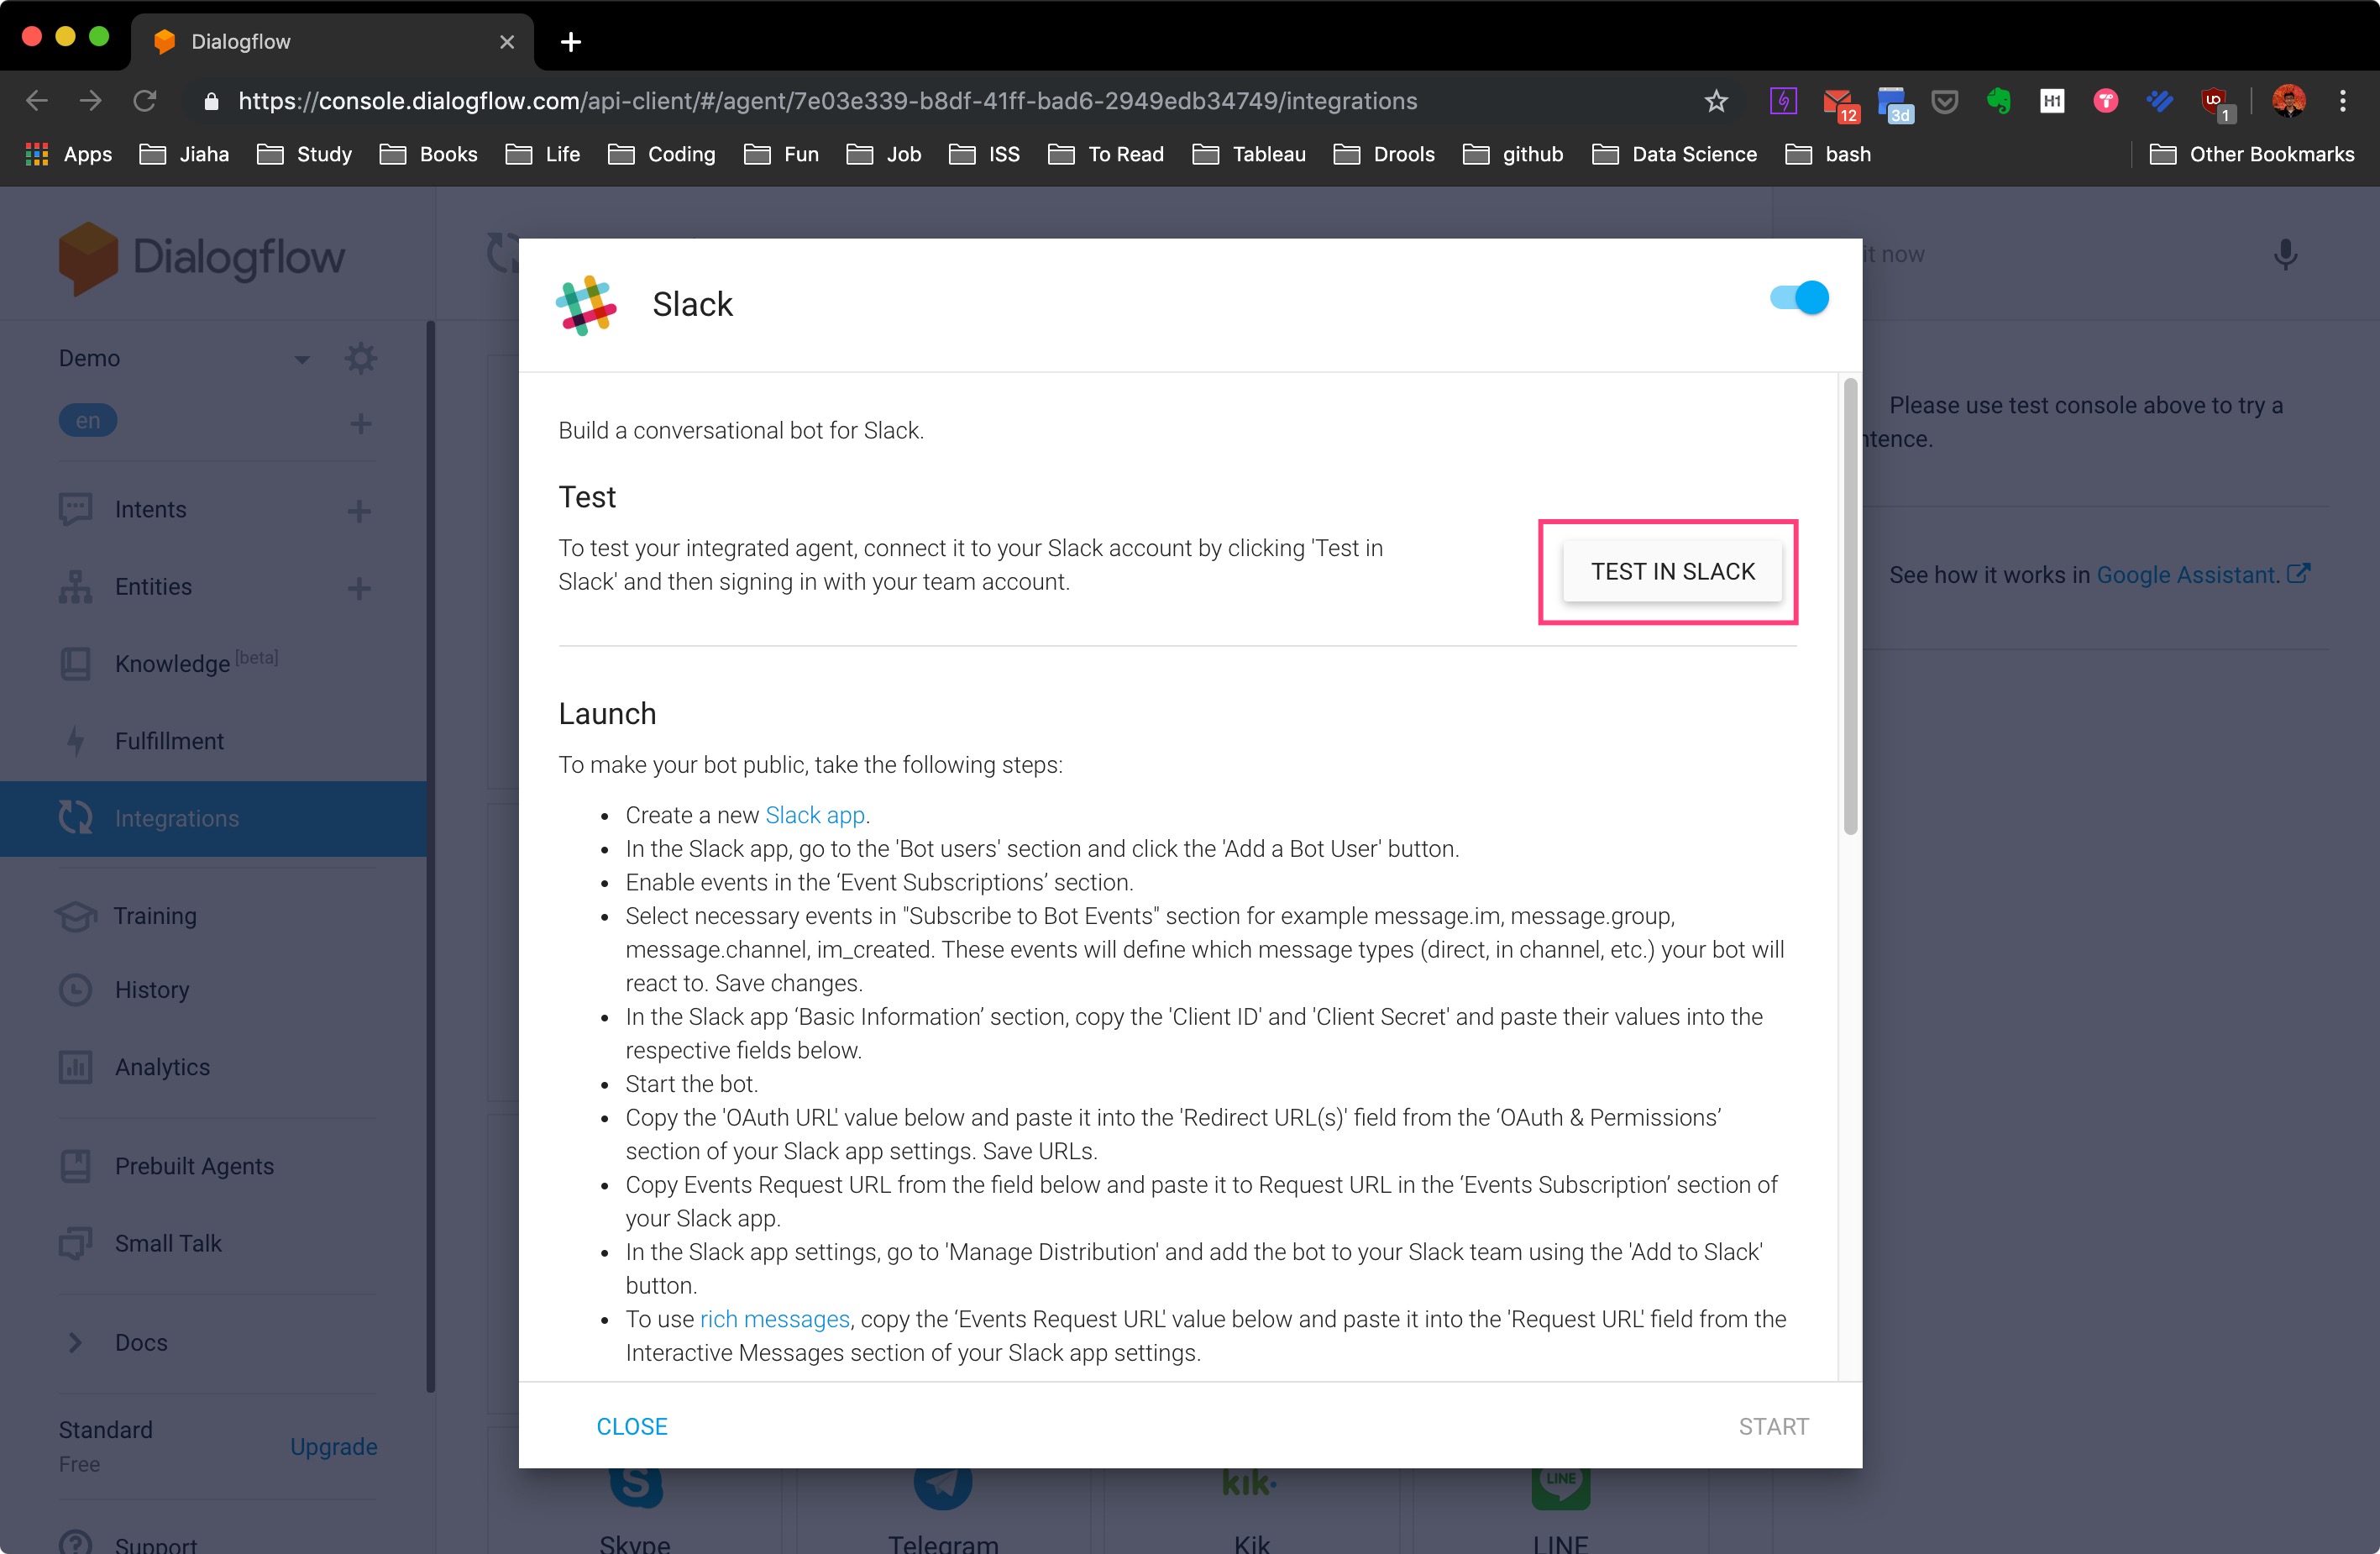 Dialogflow
https://console.dialogflow.com/api-client/#/agent/7e03e339-b8df-41ff-bad6-2949edb34749/integrations
12
3d
H1
1
Apps Jiaha Study Books Life Coding Fun Job ISS To Read Tableau Drools github Data Science bash Other Bookmarks
Dialogflow
Demo
en
Intents
Entities
Knowledge [beta]
Fulfillment
Integrations
Training
History
Analytics
Prebuilt Agents
Small Talk
Docs
Standard
Free
Upgrade
Support
Slack
Build a conversational bot for Slack.
Test
To test your integrated agent, connect it to your Slack account by clicking 'Test in
Slack' and then signing in with your team account.
TEST IN SLACK
Launch
To make your bot public, take the following steps:
• Create a new Slack app.
• In the Slack app, go to the 'Bot users' section and click the 'Add a Bot User' button.
• Enable events in the ‘Event Subscriptions’ section.
• Select necessary events in "Subscribe to Bot Events" section for example message.im, message.group,
message.channel, im_created. These events will define which message types (direct, in channel, etc.) your bot will
react to. Save changes.
• In the Slack app ‘Basic Information’ section, copy the 'Client ID' and 'Client Secret' and paste their values into the
respective fields below.
• Start the bot.
• Copy the 'OAuth URL' value below and paste it into the 'Redirect URL(s)' field from the ‘OAuth & Permissions’
section of your Slack app settings. Save URLs.
• Copy Events Request URL from the field below and paste it to Request URL in the ‘Events Subscription’ section of
your Slack app.
• In the Slack app settings, go to 'Manage Distribution' and add the bot to your Slack team using the 'Add to Slack'
button.
• To use rich messages, copy the ‘Events Request URL' value below and paste it into the 'Request URL' field from the
Interactive Messages section of your Slack app settings.
CLOSE
START
it now
Please use test console above to try a
ntence.
See how it works in Google Assistant.
kik
LINE
Skype
Telegram
Kik
LINE